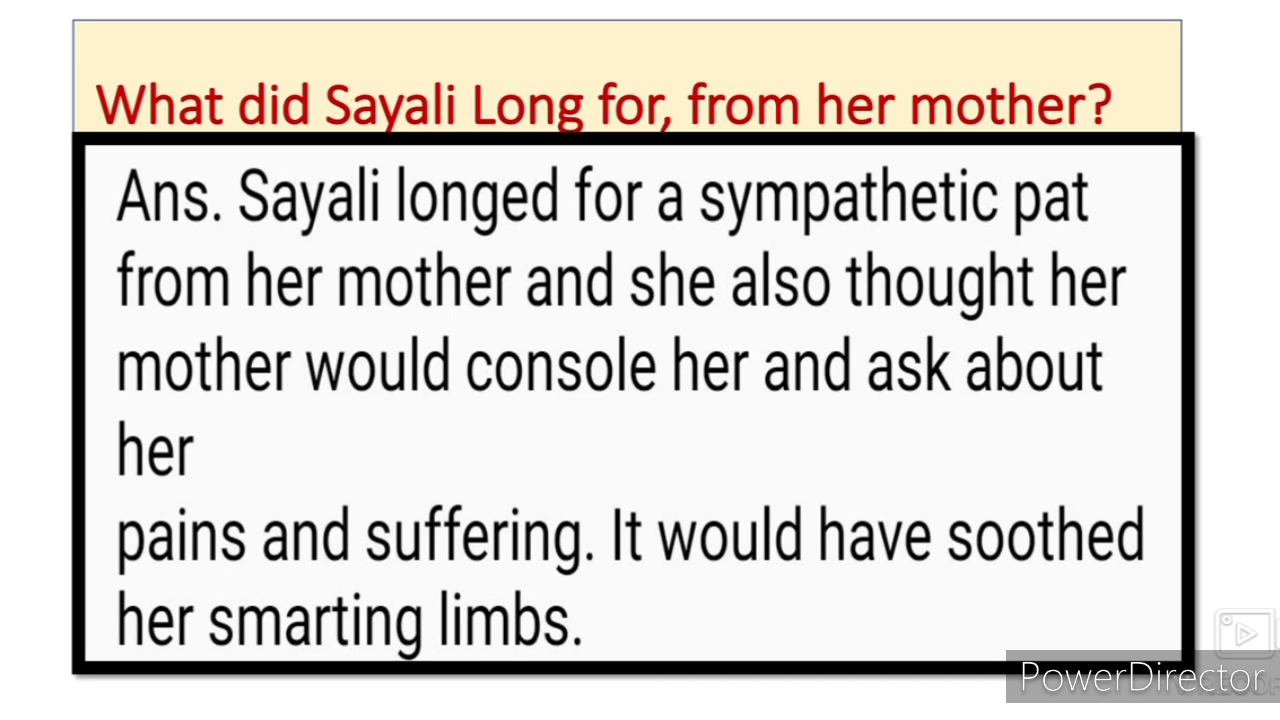 What did Sayali Long for, from her mother?
Ans. Sayali longed for a sympathetic pat
from her mother and she also thought her
mother would console her and ask about
her
pains and suffering. It would have soothed
her smarting limbs.
PowerDirector